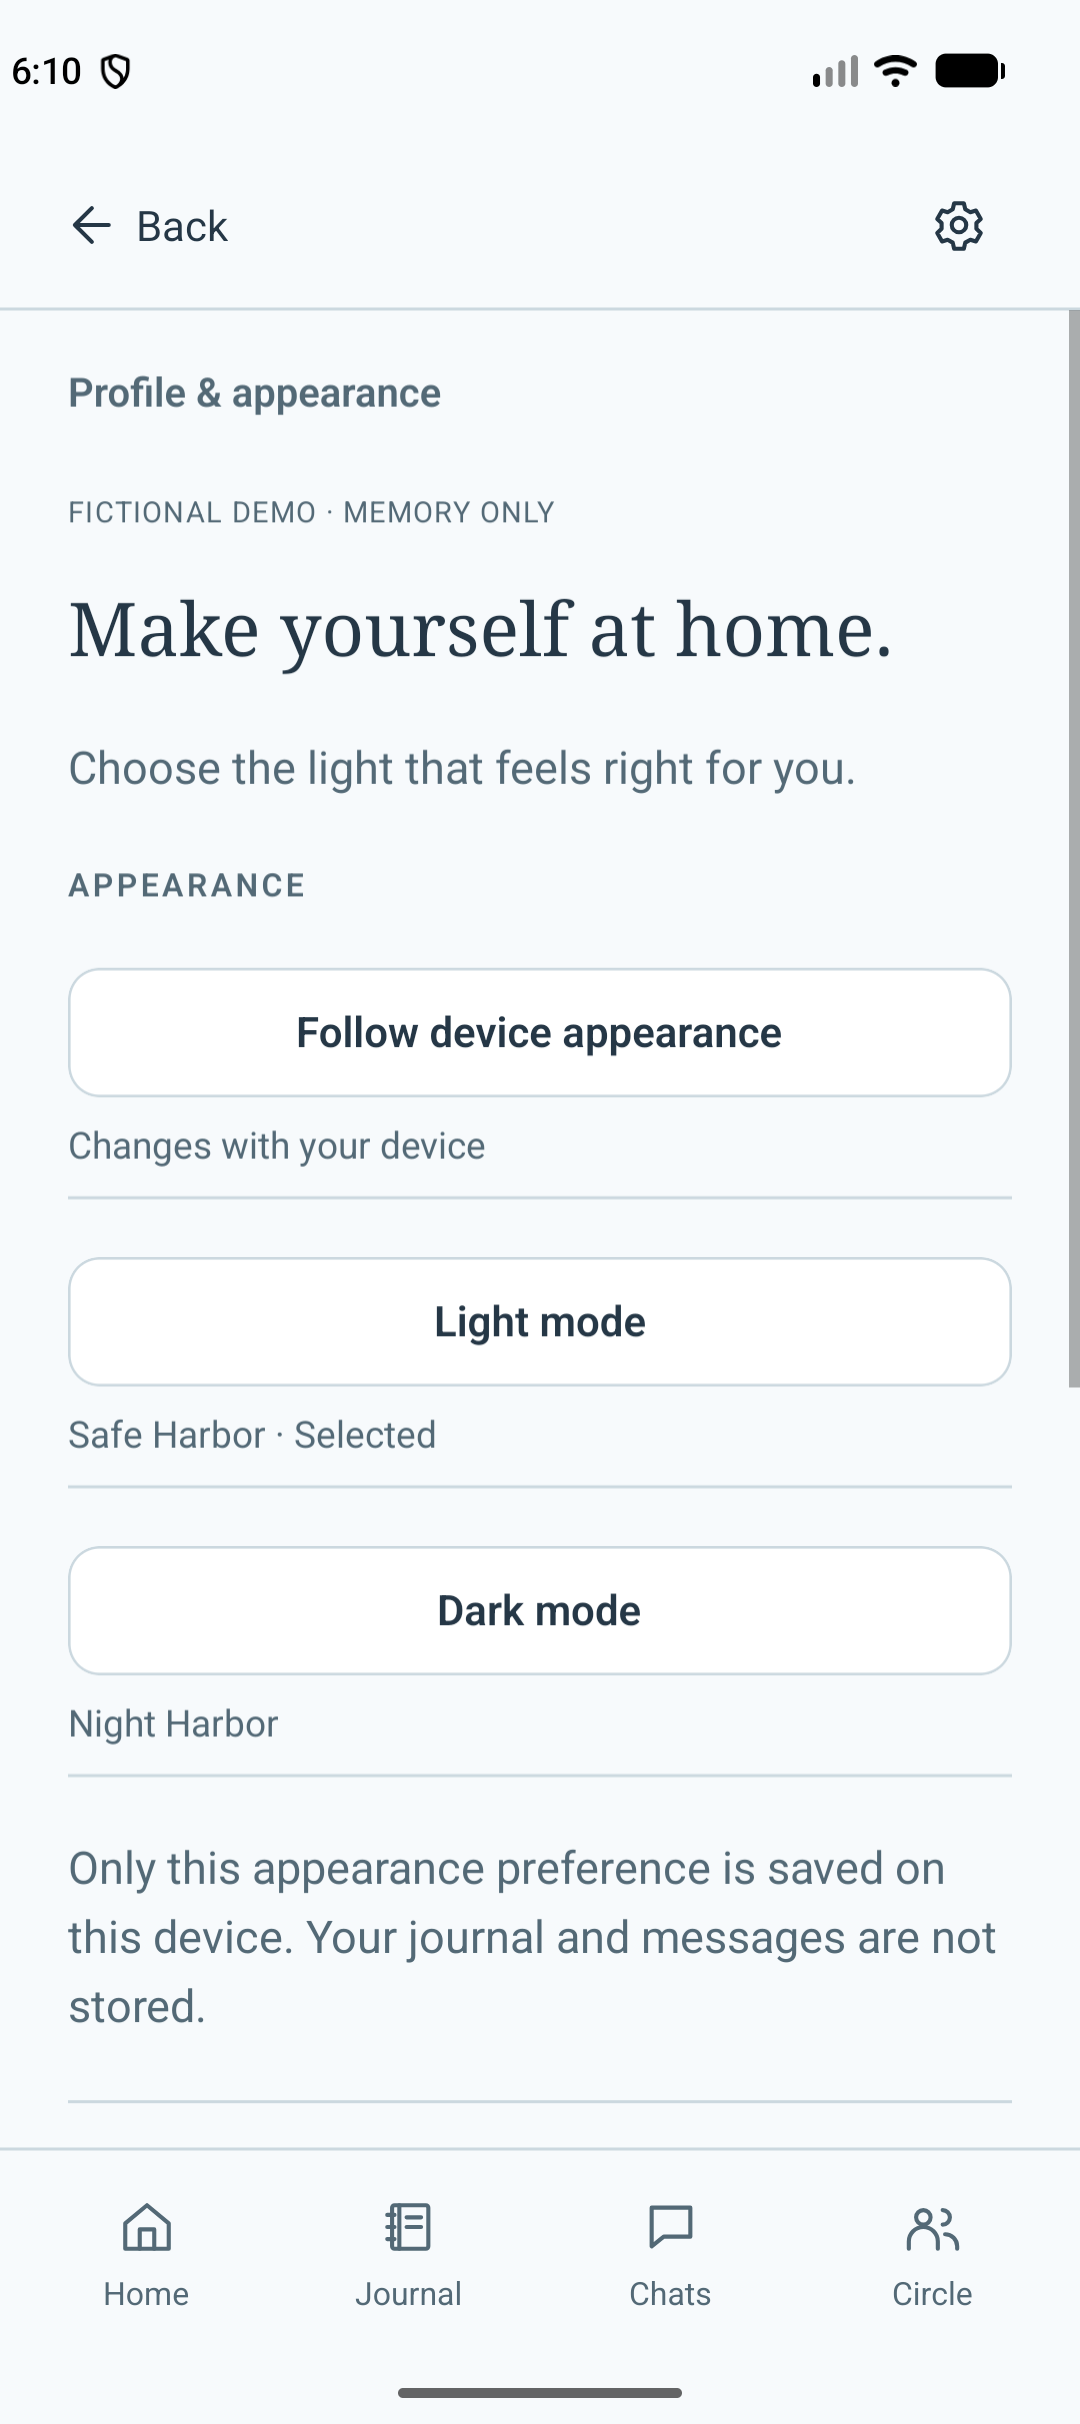 6:10
Back
Profile & appearance
FICTIONAL DEMO · MEMORY ONLY
Make yourself at home.
Choose the light that feels right for you.
APPEARANCE
Follow device appearance
Changes with your device
Light mode
Safe Harbor · Selected
Dark mode
Night Harbor
Only this appearance preference is saved on
this device. Your journal and messages are not
stored.
Home
Journal
Chats
Circle